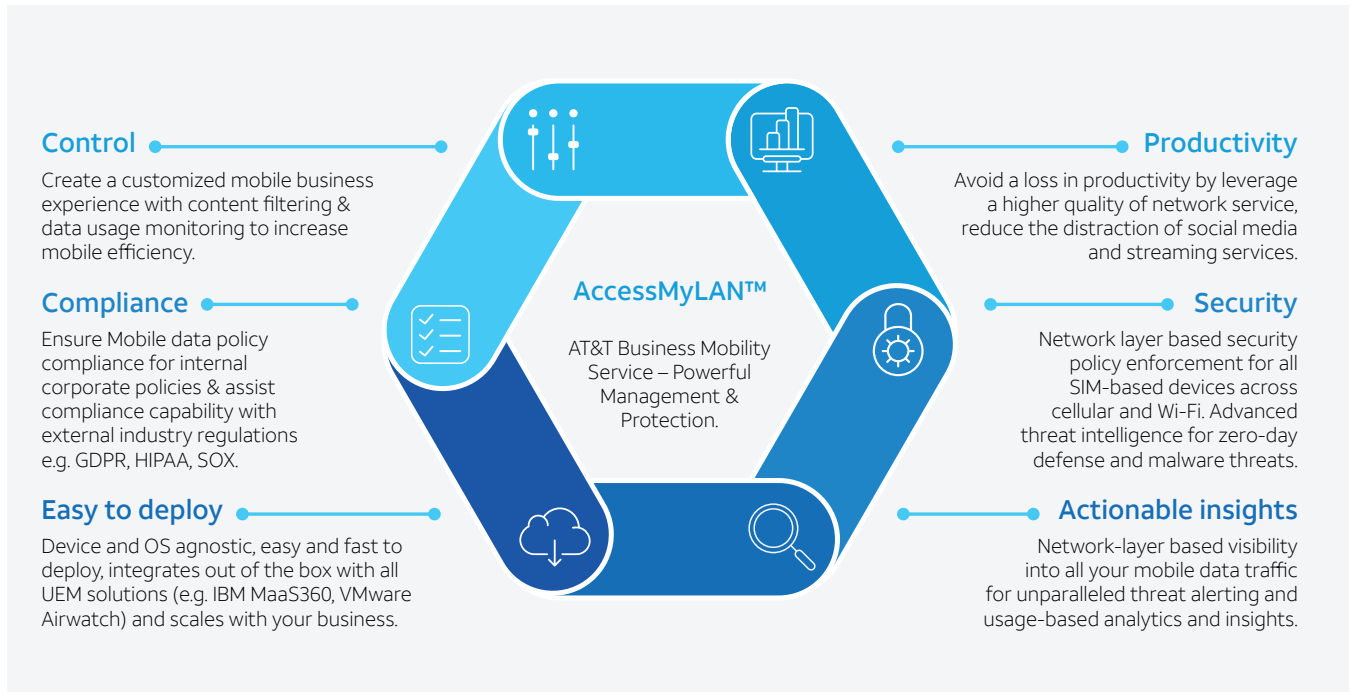 Control
Create a customized mobile business
experience with content filtering &
data usage monitoring to increase
mobile efficiency.
Compliance
Ensure Mobile data policy
compliance for internal
corporate policies & assist
compliance capability with
external industry regulations
e.g. GDPR, HIPAA, SOX.
Easy to deploy
Device and OS agnostic, easy and fast to
deploy, integrates out of the box with all
UEM solutions (e.g. IBM MaaS360, VMware
Airwatch) and scales with your business.
AccessMyLAN™
AT&T Business Mobility
Service – Powerful
Management &
Protection.
Productivity
Avoid a loss in productivity by leverage
a higher quality of network service,
reduce the distraction of social media
and streaming services.
Security
Network layer based security
policy enforcement for all
SIM-based devices across
cellular and Wi-Fi. Advanced
threat intelligence for zero-day
defense and malware threats.
Actionable insights
Network-layer based visibility
into all your mobile data traffic
for unparalleled threat alerting and
usage-based analytics and insights.